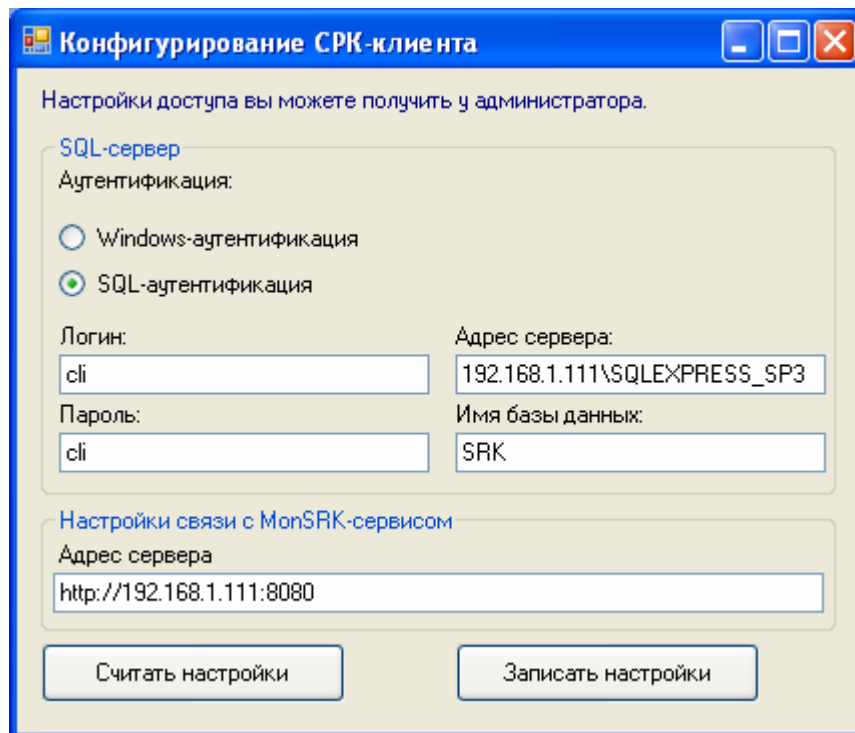 Конфигурирование СРК-клиента
Настройки доступа вы можете получить у администратора.
SQL-сервер
Аутентификация:
Windows-аутентификация
SQL-аутентификация
Логин: Адрес сервера:
cli 192.168.1.111\SQLEXPRESS_SP3
Пароль: Имя базы данных:
cli SRK
Настройки связи с MonSRK-сервисом
Адрес сервера
http://192.168.1.111:8080
Считать настройки Записать настройки